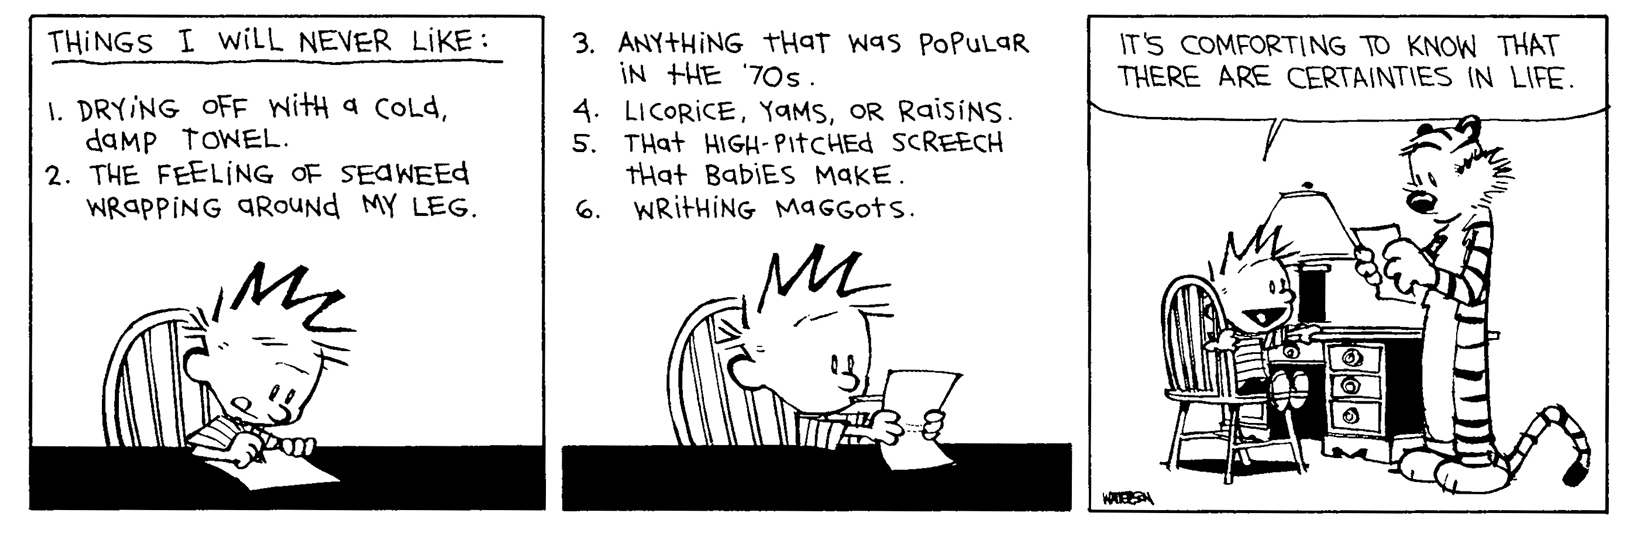 THINGS I WILL NEVER LIKE:
1. DRYING OFF WITH A COLD,
DAMP TOWEL.
2. THE FEELING OF SEAWEED
WRAPPING AROUND MY LEG.
3. ANYTHING THAT WAS POPULAR
IN THE '70s.
4. LICORICE, YAMS, OR RAISINS.
5. THAT HIGH-PITCHED SCREECH
THAT BABIES MAKE.
6. WRITHING MAGGOTS.
IT'S COMFORTING TO KNOW THAT
THERE ARE CERTAINTIES IN LIFE.
WATTERSON